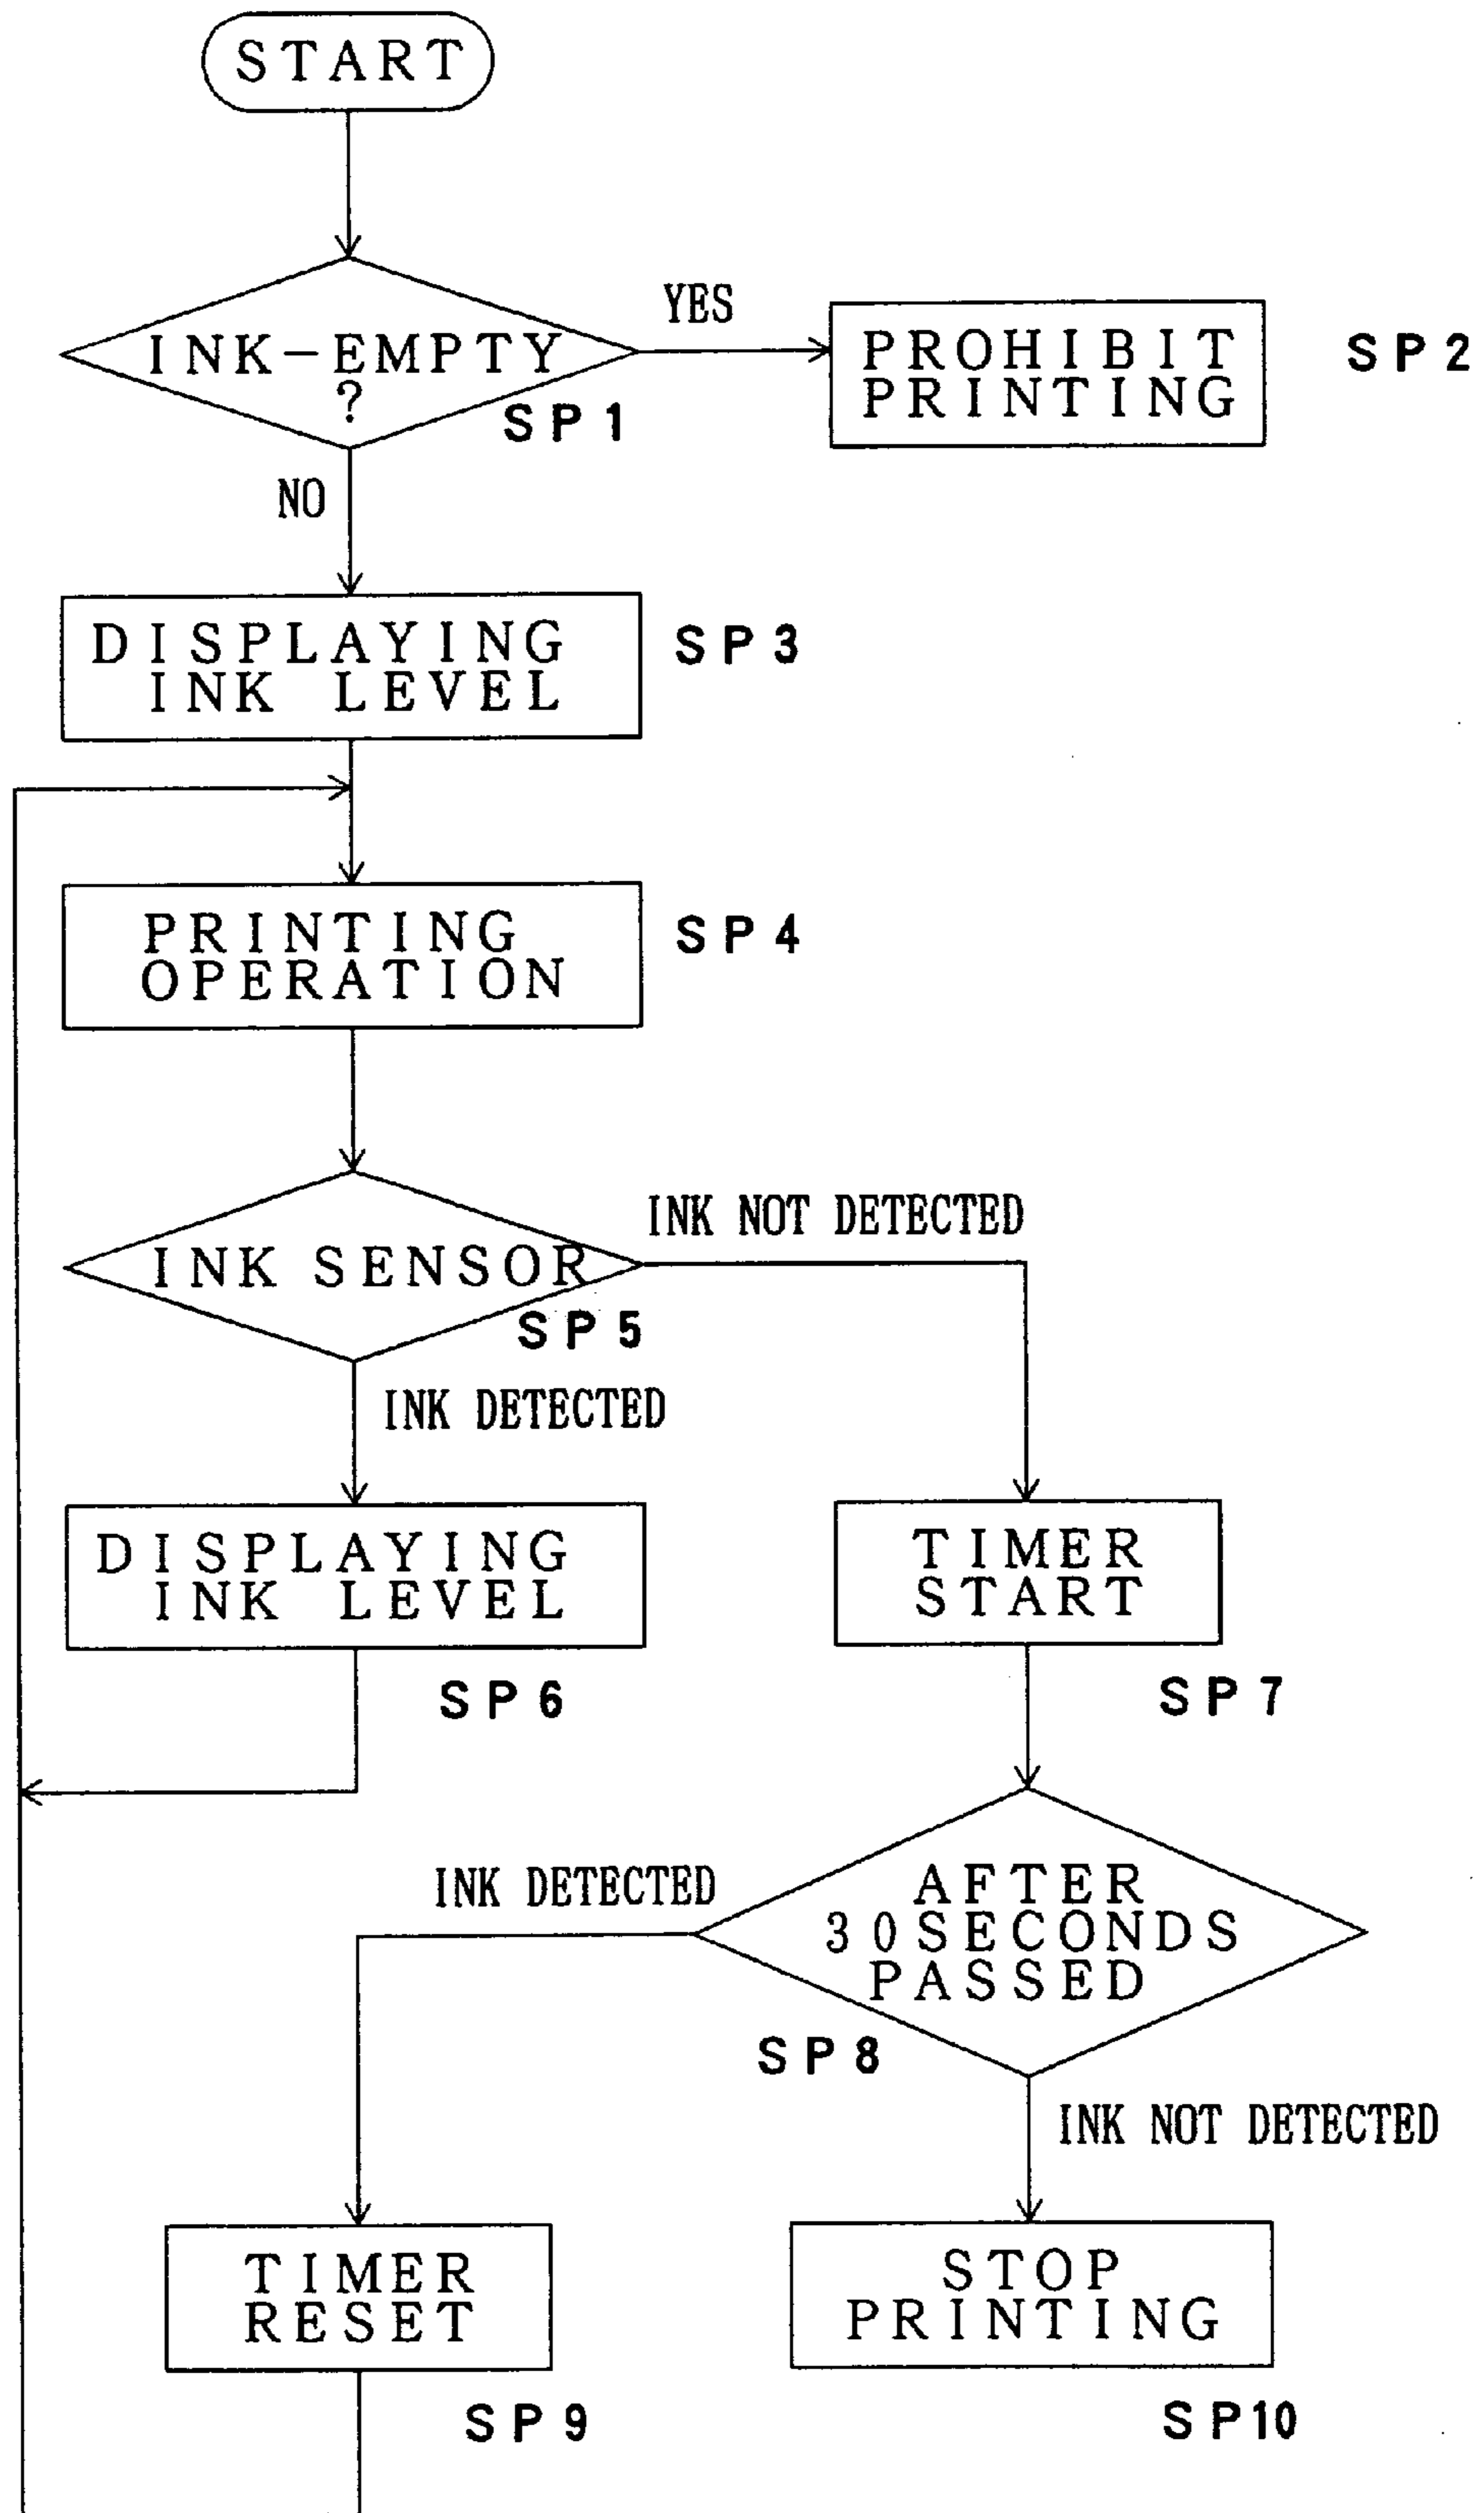 START
YES
INK-EMPTY
?
SP1
PROHIBIT
PRINTING
SP2
NO
DISPLAYING
INK LEVEL
SP3
PRINTING
OPERATION
SP4
INK NOT DETECTED
INK SENSOR
SP5
INK DETECTED
DISPLAYING
INK LEVEL
SP6
TIMER
START
SP7
INK DETECTED
AFTER
30SECONDS
PASSED
SP8
INK NOT DETECTED
TIMER
RESET
SP9
STOP
PRINTING
SP10